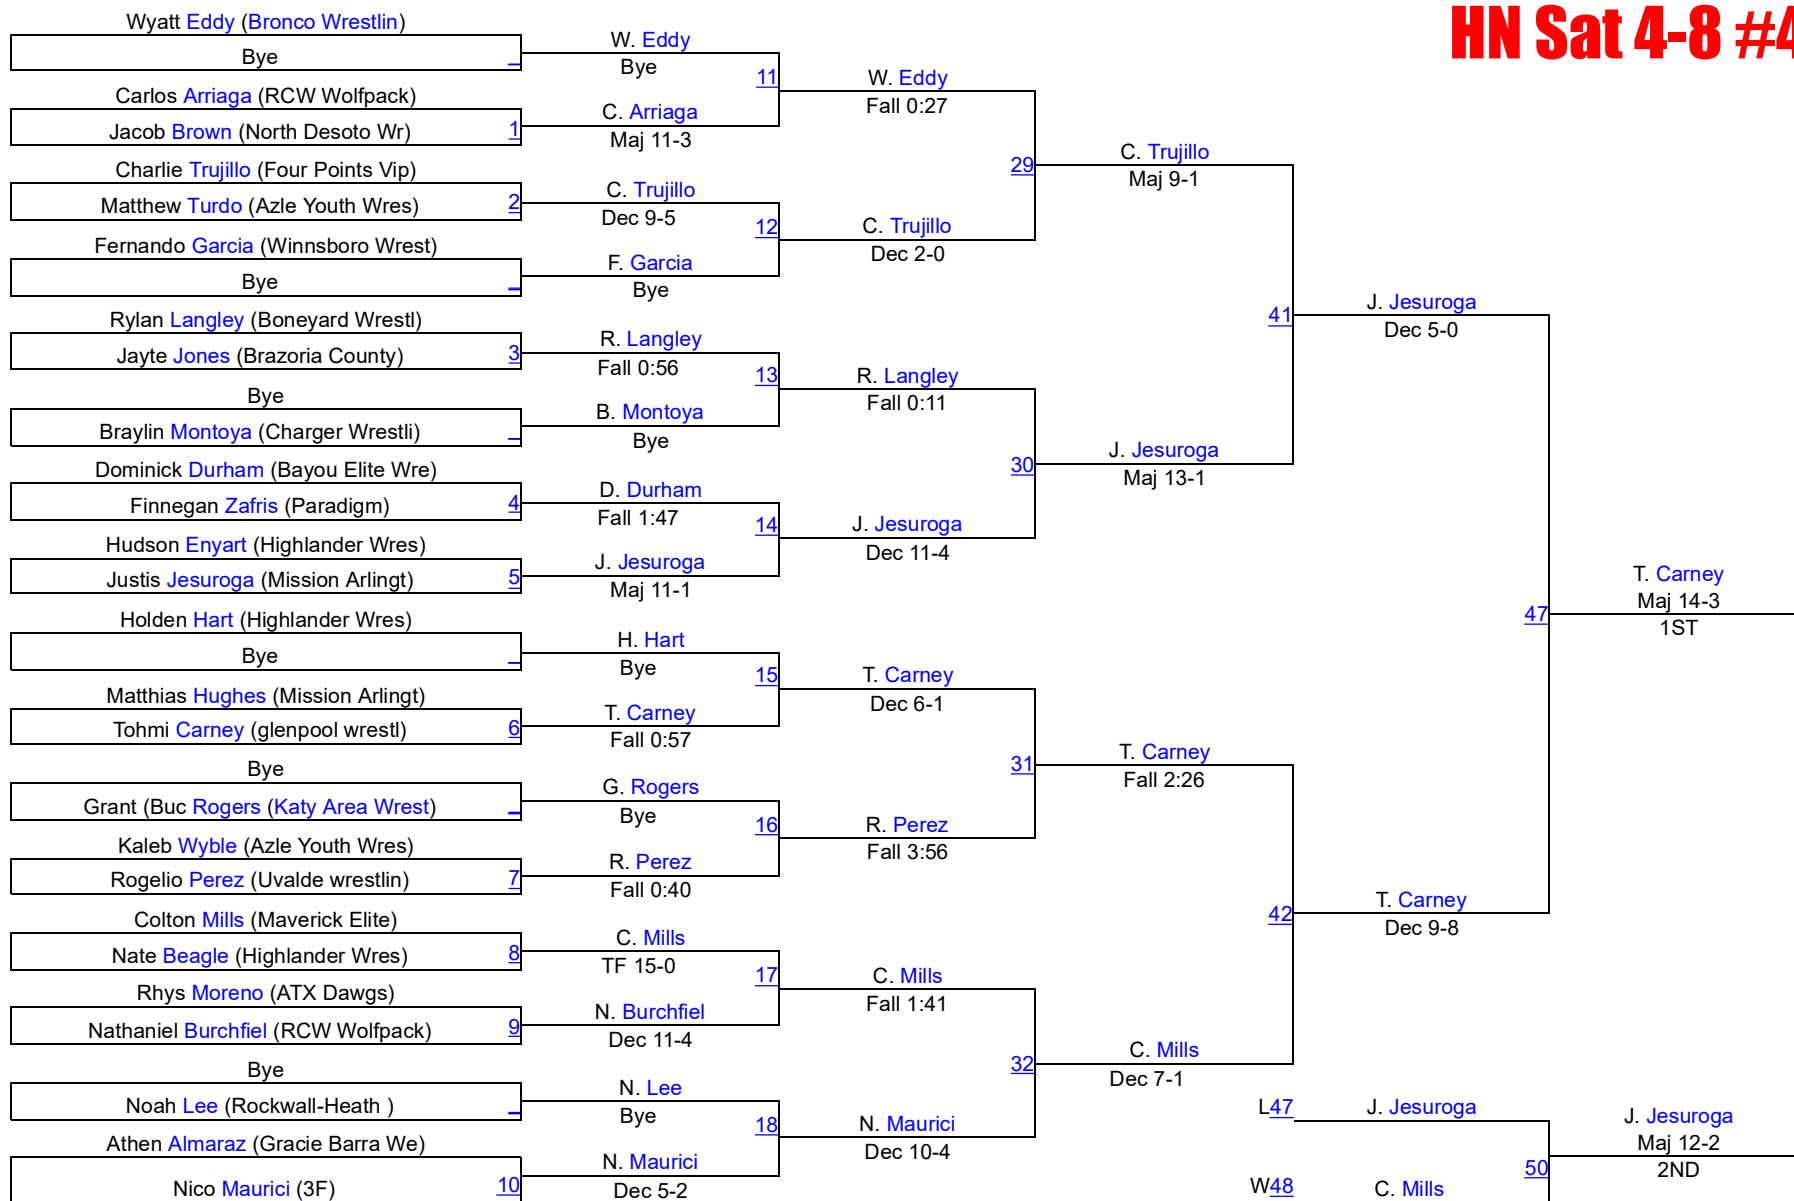 HN Sat 4-8 #4
Wyatt Eddy (Bronco Wrestlin)
Bye
Carlos Arriaga (RCW Wolfpack)
Jacob Brown (North Desoto Wr) 1
Charlie Trujillo (Four Points Vip)
Matthew Turdo (Azle Youth Wres) 2
Fernando Garcia (Winnsboro Wrest)
Bye
Rylan Langley (Boneyard Wrestl)
Jayte Jones (Brazoria County) 3
Bye
Braylin Montoya (Charger Wrestli)
Dominick Durham (Bayou Elite Wre)
Finnegan Zafris (Paradigm) 4
Hudson Enyart (Highlander Wres)
Justis Jesuroga (Mission Arlingt) 5
Holden Hart (Highlander Wres)
Bye
Matthias Hughes (Mission Arlingt)
Tohmi Carney (glenpool wrestl) 6
Bye
Grant (Buc Rogers (Katy Area Wrest)
Kaleb Wyble (Azle Youth Wres)
Rogelio Perez (Uvalde wrestlin) 7
Colton Mills (Maverick Elite)
Nate Beagle (Highlander Wres) 8
Rhys Moreno (ATX Dawgs)
Nathaniel Burchfiel (RCW Wolfpack) 9
Bye
Noah Lee (Rockwall-Heath )
Athen Almaraz (Gracie Barra We)
Nico Maurici (3F) 10
W. Eddy
Bye
11
C. Arriaga
Maj 11-3
C. Trujillo
Dec 9-5
12
F. Garcia
Bye
R. Langley
Fall 0:56
13
B. Montoya
Bye
D. Durham
Fall 1:47
14
J. Jesuroga
Maj 11-1
H. Hart
Bye
15
T. Carney
Fall 0:57
G. Rogers
Bye
16
R. Perez
Fall 0:40
C. Mills
TF 15-0
17
N. Burchfiel
Dec 11-4
N. Lee
Bye
18
N. Maurici
Dec 5-2
W. Eddy
Fall 0:27
29
C. Trujillo
Dec 2-0
R. Langley
Fall 0:11
30
J. Jesuroga
Dec 11-4
T. Carney
Dec 6-1
31
R. Perez
Fall 3:56
C. Mills
Fall 1:41
32
N. Maurici
Dec 10-4
C. Trujillo
Maj 9-1
41
J. Jesuroga
Maj 13-1
T. Carney
Fall 2:26
42
C. Mills
Dec 7-1
J. Jesuroga
Dec 5-0
47
T. Carney
Dec 9-8
T. Carney
Maj 14-3
1ST
L47 J. Jesuroga
50
W48 C. Mills
J. Jesuroga
Maj 12-2
2ND